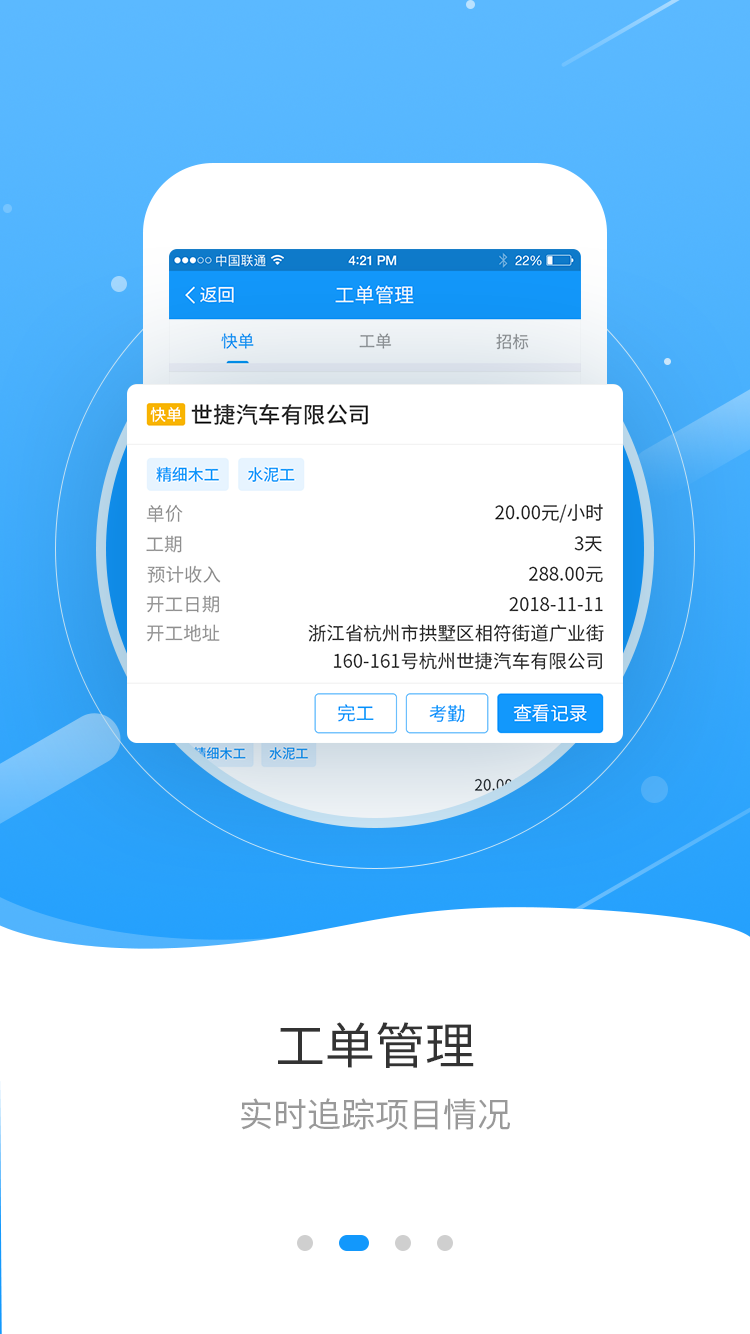 中国联通 4:21 PM 22%
返回 工单管理
快单 工单 招标
快单 世捷汽车有限公司
精细木工 水泥工
单价 20.00元/小时
工期 3天
预计收入 288.00元
开工日期 2018-11-11
开工地址 浙江省杭州市拱墅区相符街道广业街
160-161号杭州世捷汽车有限公司
完工 考勤 查看记录
精细木工 水泥工
20.00
工单管理
实时追踪项目情况